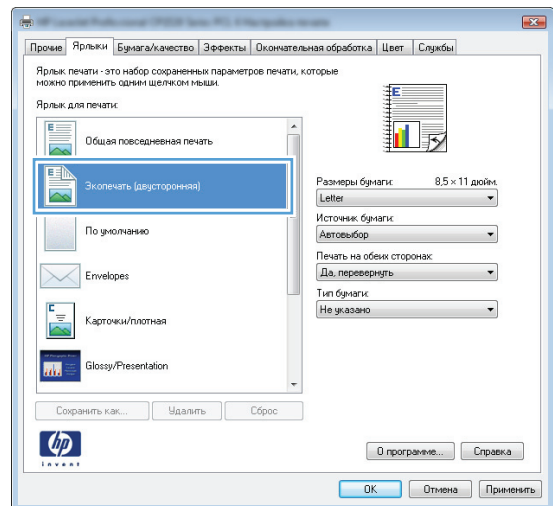 Прочие Ярлыки Бумага/качество Эффекты Окончательная обработка Цвет Службы
Ярлык печати - это набор сохраненных параметров печати, которые
можно применить одним щелчком мыши.
Ярлык для печати:
Общая повседневная печать
Экопечать (двусторонняя)
По умолчанию
Envelopes
Карточки/плотная
Glossy/Presentation
Сохранить как... Удалить Сброс
Размеры бумаги: 8,5 × 11 дюйм.
Letter
Источник бумаги:
Автовыбор
Печать на обеих сторонах:
Да, перевернуть
Тип бумаги:
Не указано
hp
invent
О программе... Справка
OK Отмена Применить